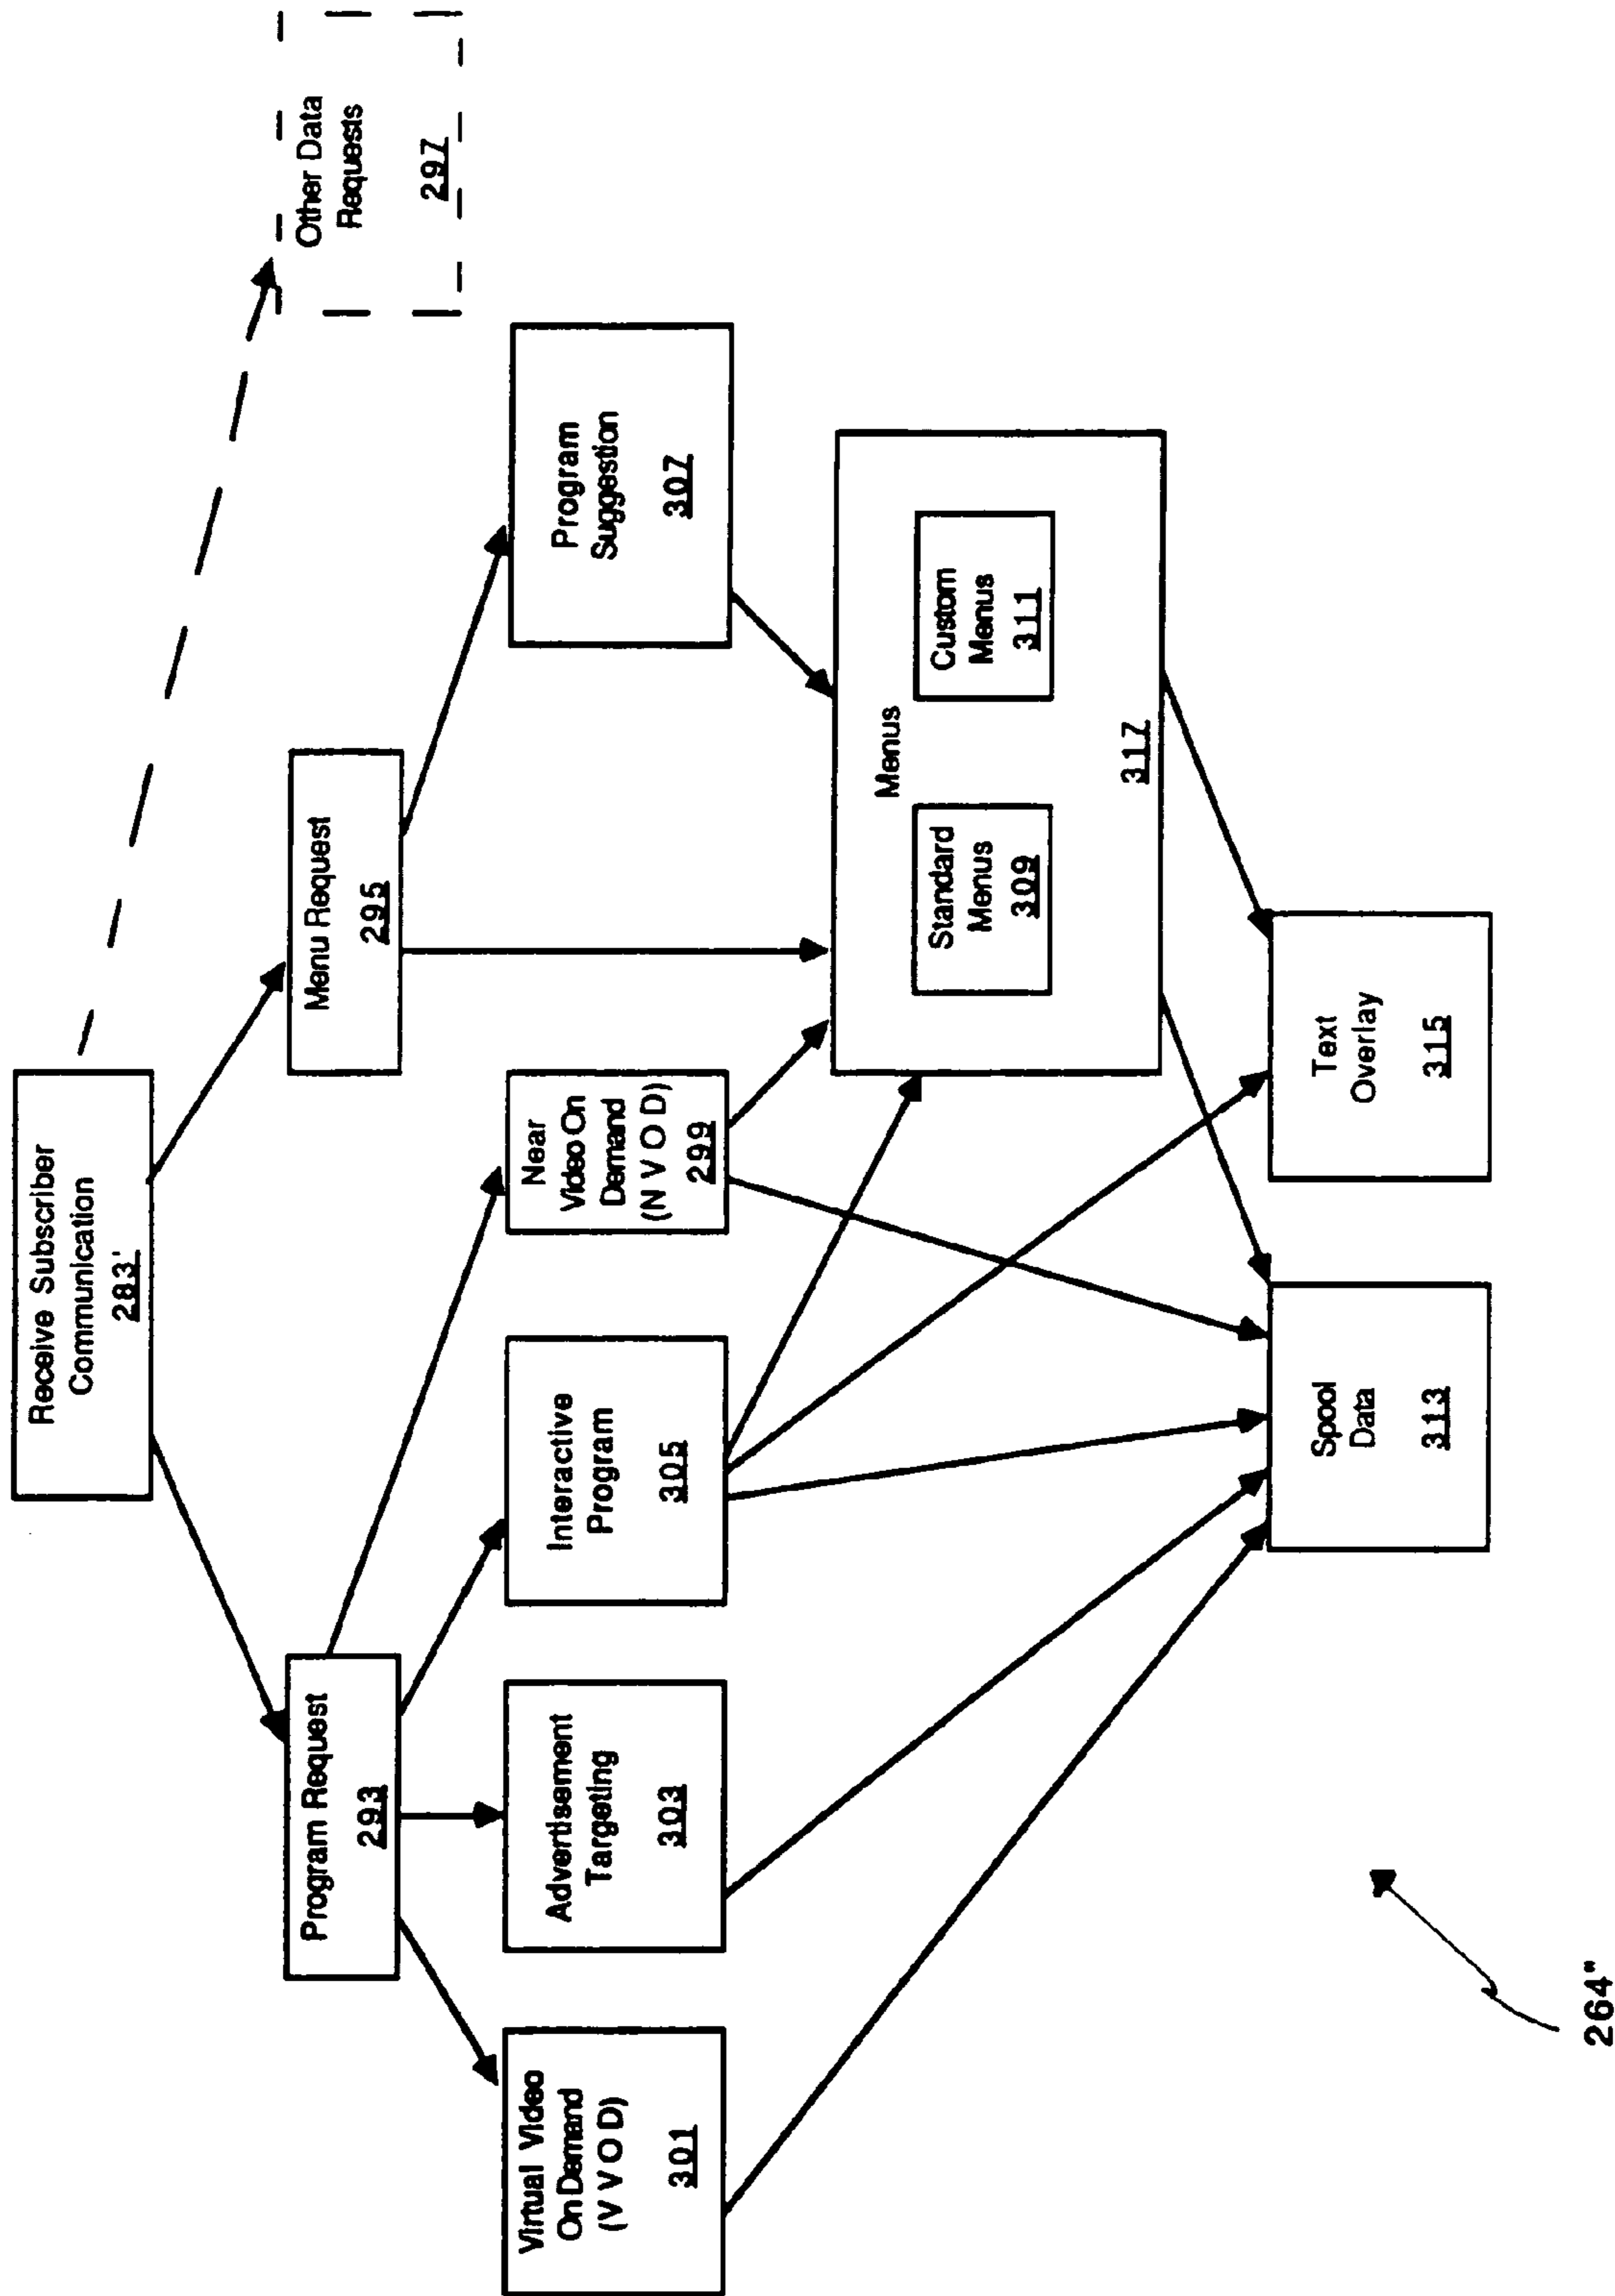 Receive Subscriber
Communication
283'
Program Request
293
Menu Request
295
Other Data
Requests
297
Virtual Video
On Demand
(V V O D)
301
Advertisement
Targeting
303
Interactive
Program
305
Near
Video On
Demand
(N V O D)
299
Program
Suggestion
307
Menus
Standard
Menus
309
Custom
Menus
311
317
Spool
Data
313
Text
Overlay
315
264"